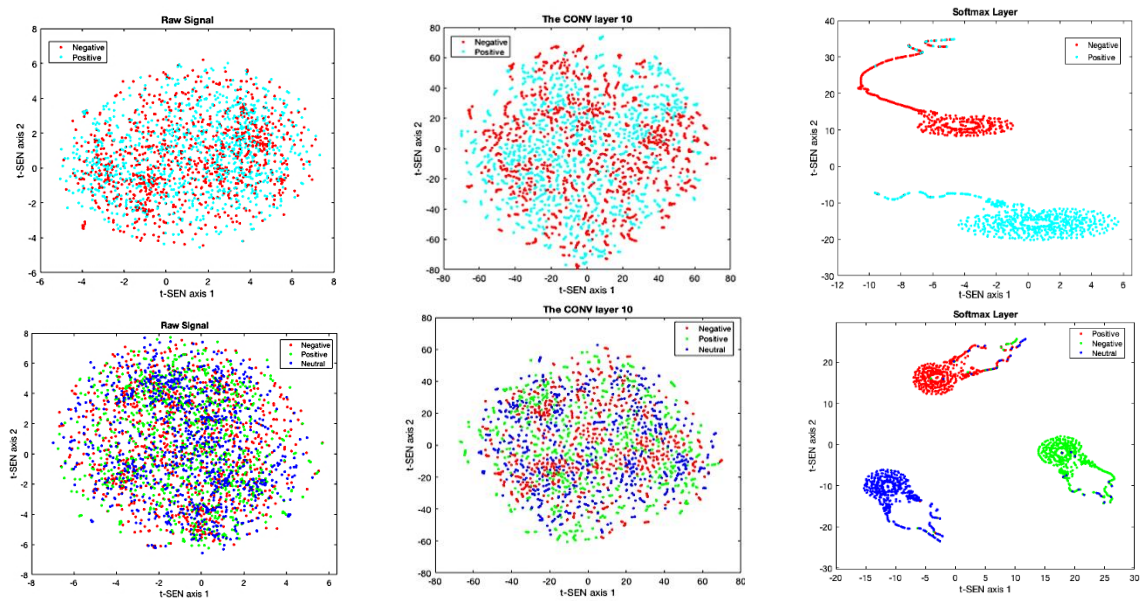 Raw Signal
8
6
4
2
0
-2
-4
-6
-6 -4 -2 0 2 4 6 8
t-SEN axis 1
t-SEN axis 2
Negative
Positive
The CONV layer 10
80
60
40
20
0
-20
-40
-60
-80
-80 -60 -40 -20 0 20 40 60 80
t-SEN axis 1
t-SEN axis 2
Negative
Positive
Softmax Layer
40
30
20
10
0
-10
-20
-30
-12 -10 -8 -6 -4 -2 0 2 4 6
t-SEN axis 1
t-SEN axis 2
Negative
Positive
Raw Signal
8
6
4
2
0
-2
-4
-6
-8
-8 -6 -4 -2 0 2 4 6
t-SEN axis 1
t-SEN axis 2
Negative
Positive
Neutral
The CONV layer 10
80
60
40
20
0
-20
-40
-60
-80
-80 -60 -40 -20 0 20 40 60 80
t-SEN axis 1
t-SEN axis 2
Negative
Positive
Neutral
Softmax Layer
20
10
0
-10
-20
-30
-20 -15 -10 -5 0 5 10 15 20 25 30
t-SEN axis 1
t-SEN axis 2
Positive
Negative
Neutral